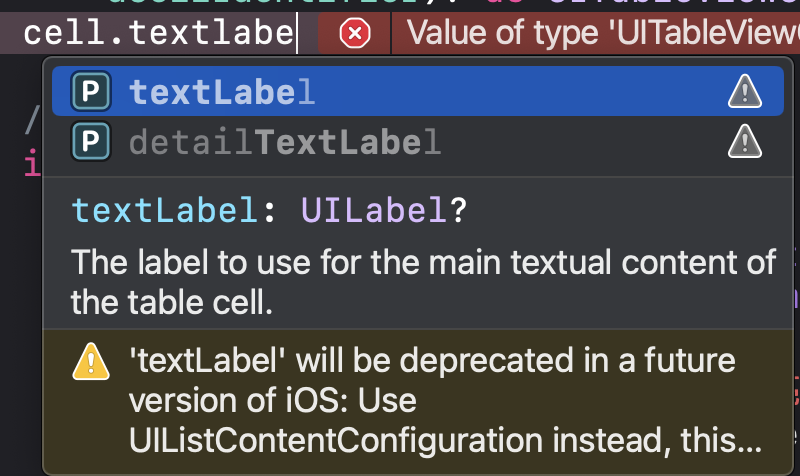 cell.textlabe Value of type 'UITableView
P textLabel
/ P detailTextLabel
i
textLabel: UILabel?
The label to use for the main textual content of
the table cell.
'textLabel' will be deprecated in a future
version of iOS: Use
UIListContentConfiguration instead, this...